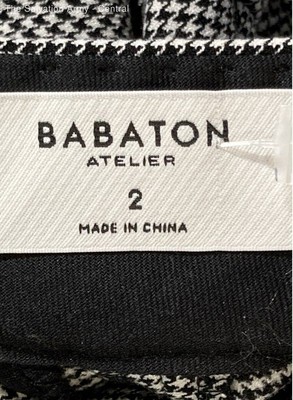 The Salvation Army - Central
BABATON
ATELIER
2
MADE IN CHINA